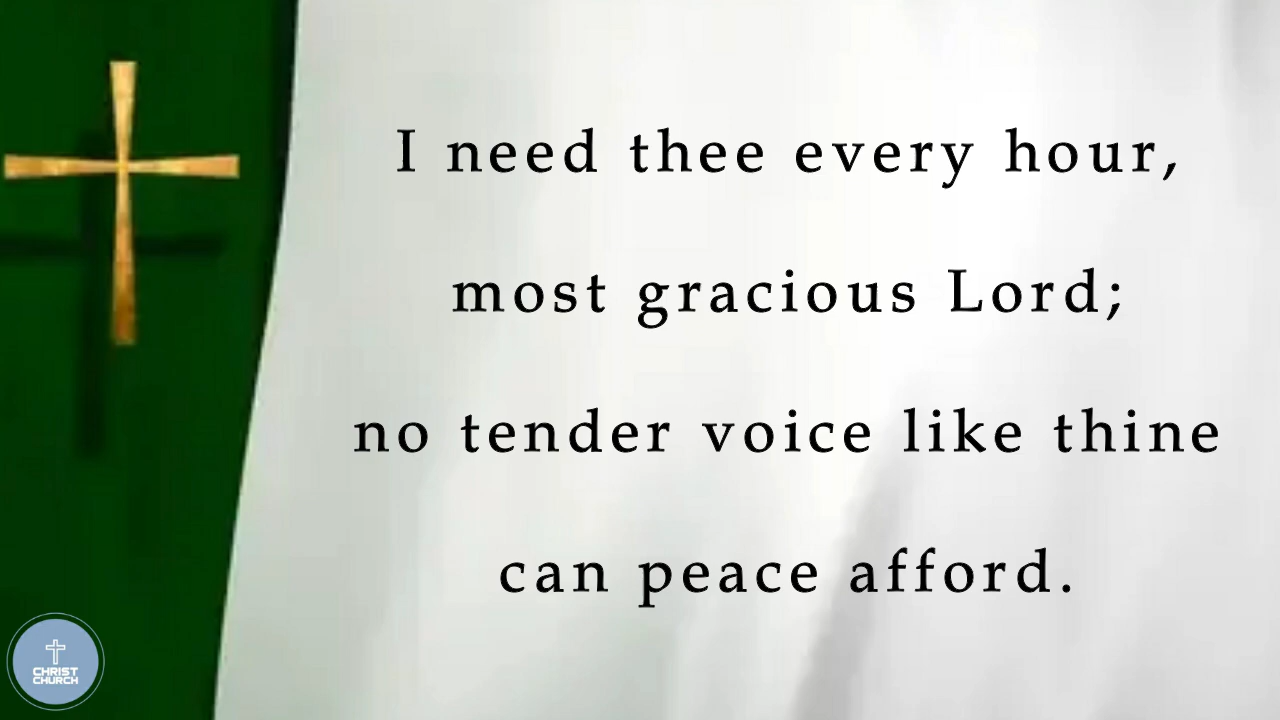 I need thee every hour,
most gracious Lord;
no tender voice like thine
can peace afford.
CHRIST
CHURCH